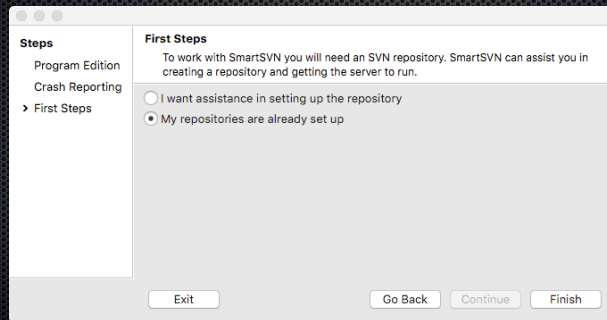 Steps
Program Edition
Crash Reporting
> First Steps
First Steps
To work with SmartSVN you will need an SVN repository. SmartSVN can assist you in
creating a repository and getting the server to run.
I want assistance in setting up the repository
My repositories are already set up
Exit
Go Back
Continue
Finish